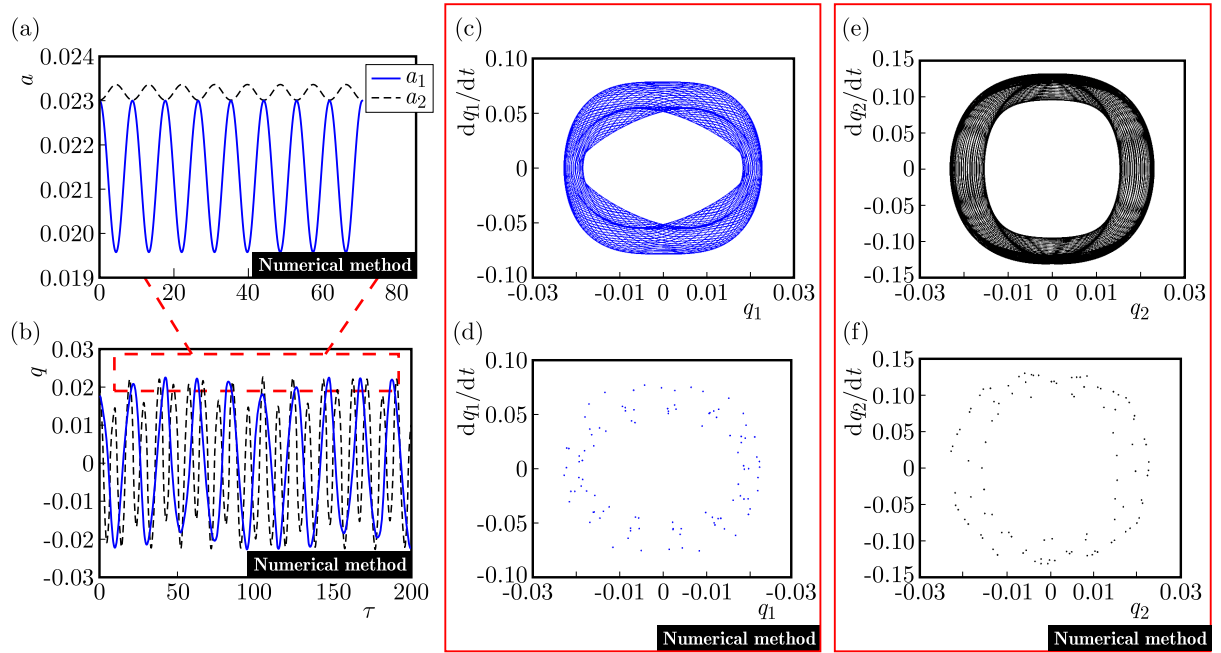 (a)
0.024
0.023
0.022
0.021
0.020
0.019
a
a1
a2
Numerical method
0 20 40 60 80
(b)
0.03
0.02
0.01
0
-0.01
-0.02
-0.03
q
Numerical method
0 50 100 150 200
τ
(c)
0.10
0.05
0
-0.05
-0.10
dq1/dt
-0.03 -0.01 0 0.01 0.03
q1
(d)
0.10
0.05
0
-0.05
0.10
dq1/dt
-0.03 -0.01 0 -0.01 -0.03
q1
Numerical method
(e)
0.15
0.10
0.05
0
-0.05
-0.10
-0.15
dq2/dt
-0.03 -0.01 0 0.01 0.03
q2
(f)
0.15
0.10
0.05
0
-0.05
-0.10
0.15
dq2/dt
-0.03 -0.01 0 0.01 0.03
q2
Numerical method